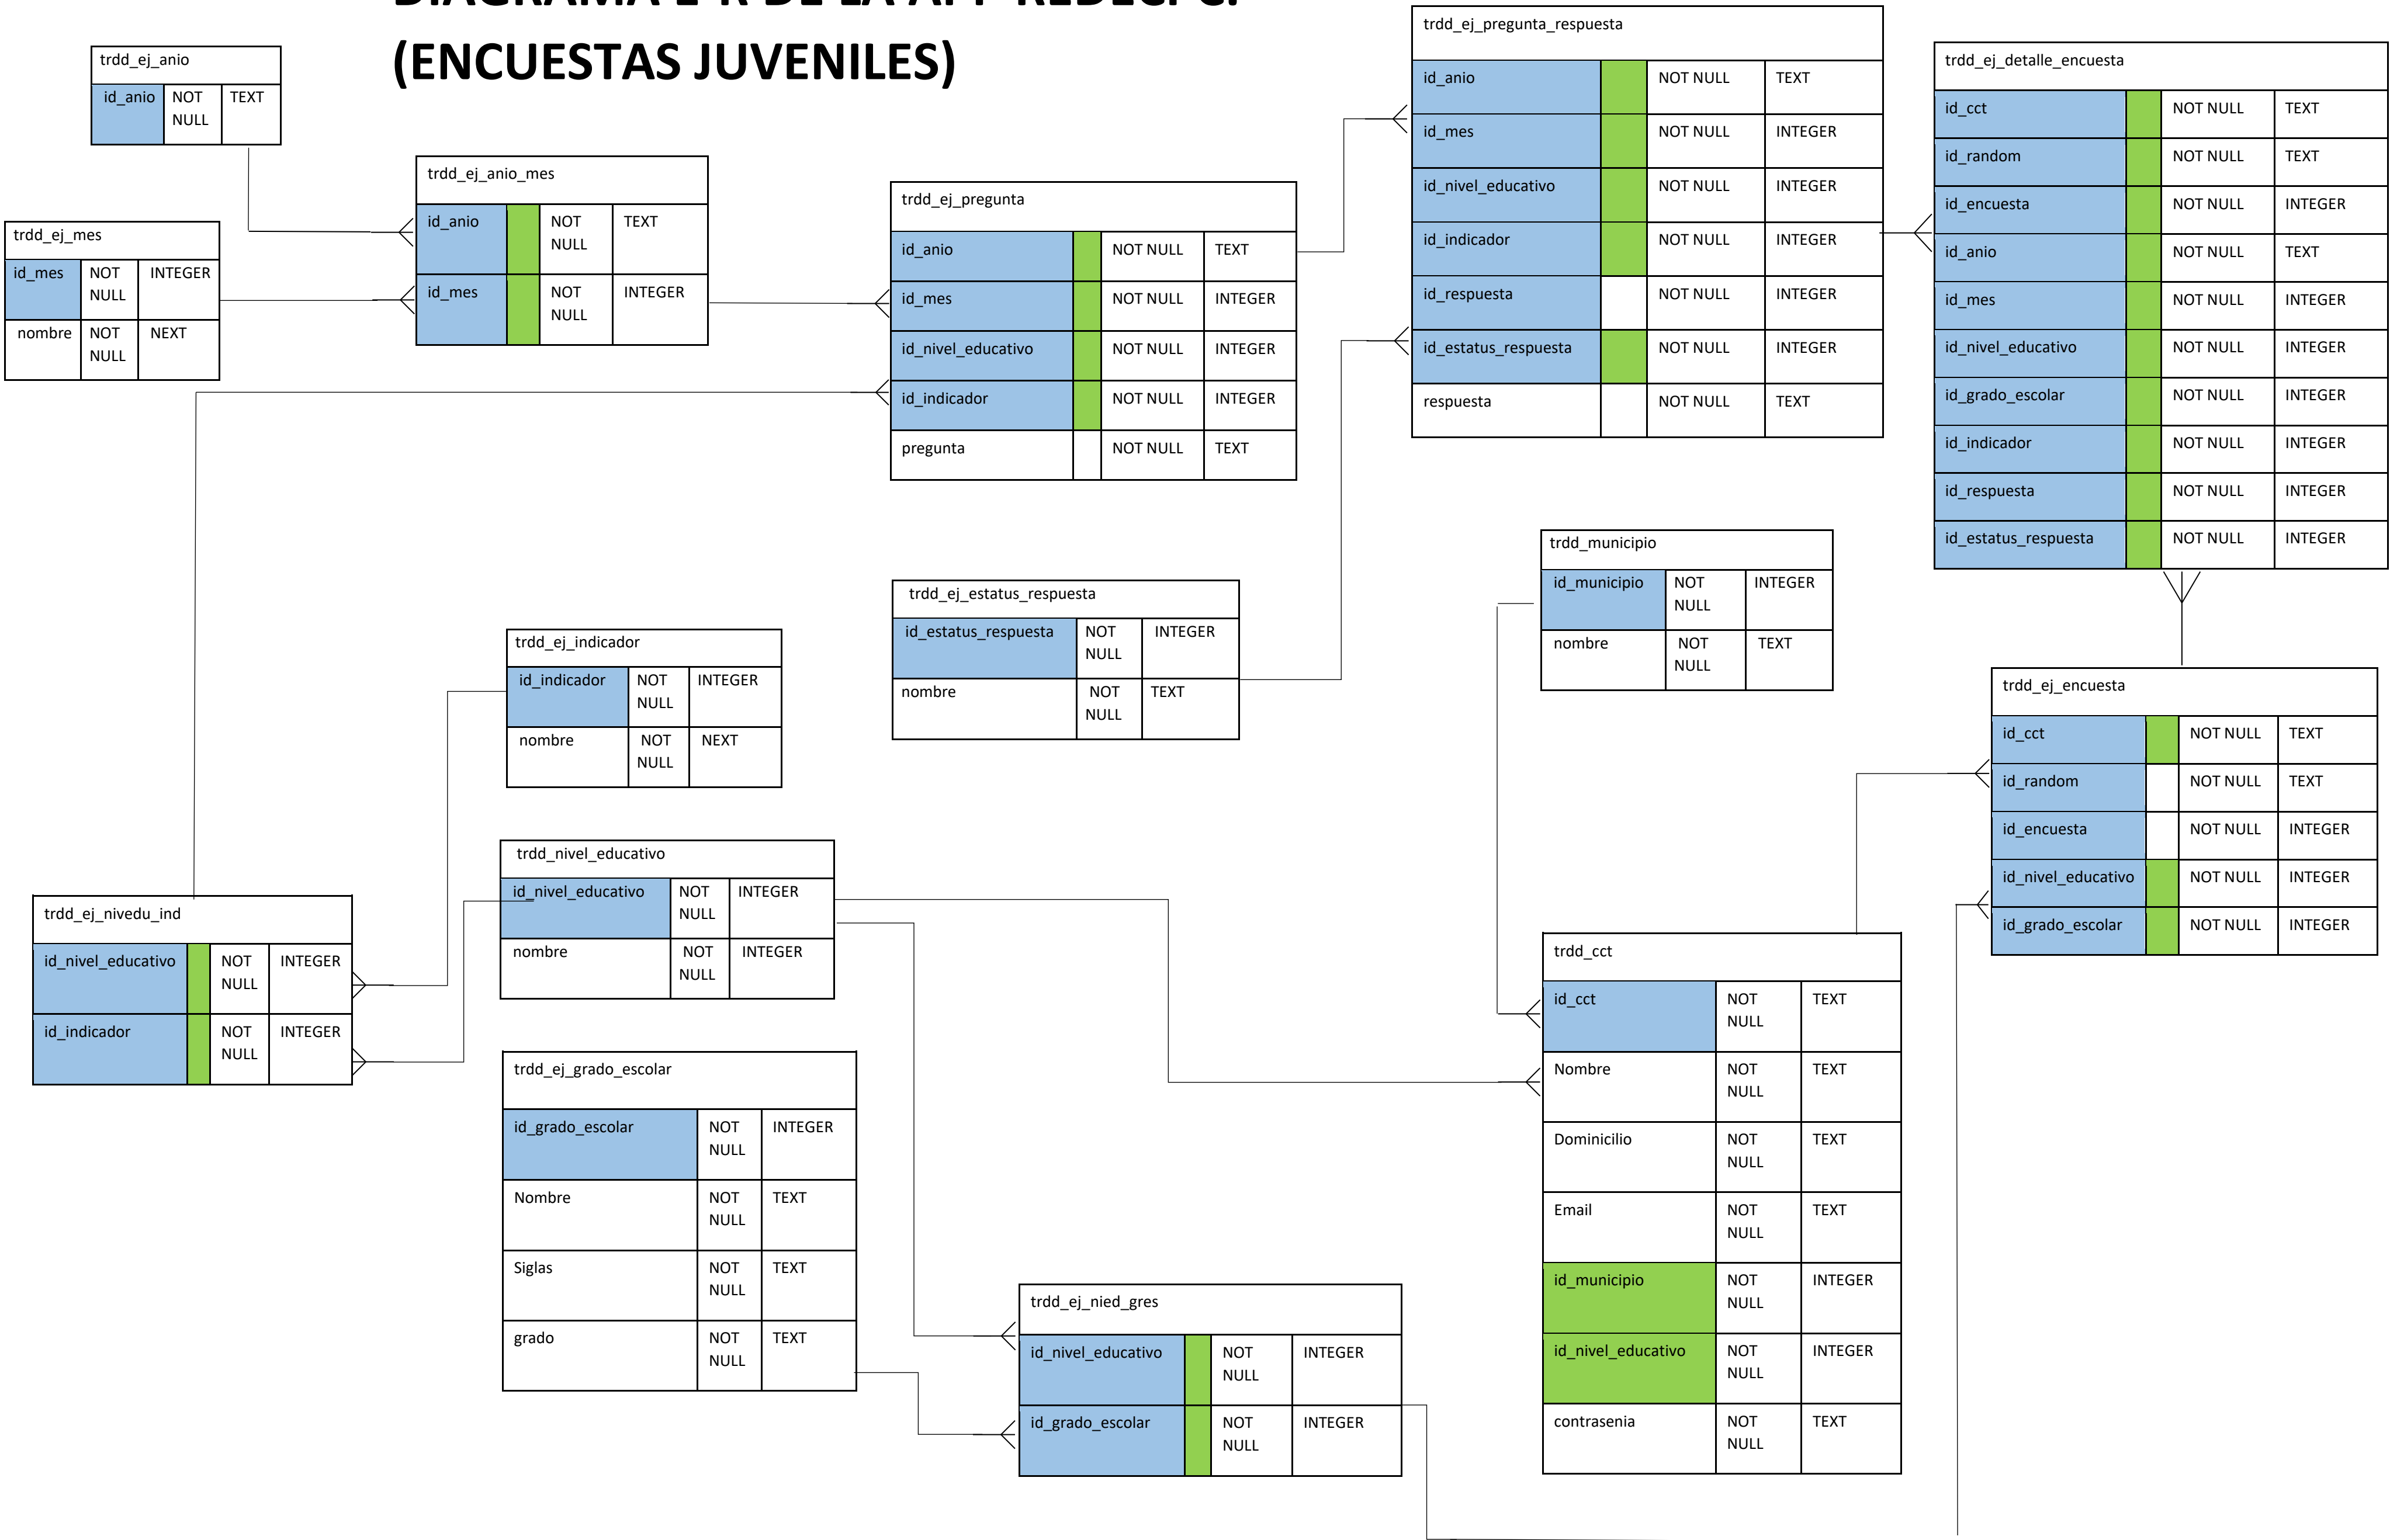 (ENCUESTAS JUVENILES)
trdd_ej_anio
id_anio NOT NULL TEXT
trdd_ej_mes
id_mes NOT NULL INTEGER
nombre NOT NULL NEXT
trdd_ej_anio_mes
id_anio NOT NULL TEXT
id_mes NOT NULL INTEGER
trdd_ej_pregunta
id_anio NOT NULL TEXT
id_mes NOT NULL INTEGER
id_nivel_educativo NOT NULL INTEGER
id_indicador NOT NULL INTEGER
pregunta NOT NULL TEXT
trdd_ej_pregunta_respuesta
id_anio NOT NULL TEXT
id_mes NOT NULL INTEGER
id_nivel_educativo NOT NULL INTEGER
id_indicador NOT NULL INTEGER
id_respuesta NOT NULL INTEGER
id_estatus_respuesta NOT NULL INTEGER
respuesta NOT NULL TEXT
trdd_ej_detalle_encuesta
id_cct NOT NULL TEXT
id_random NOT NULL TEXT
id_encuesta NOT NULL INTEGER
id_anio NOT NULL TEXT
id_mes NOT NULL INTEGER
id_nivel_educativo NOT NULL INTEGER
id_grado_escolar NOT NULL INTEGER
id_indicador NOT NULL INTEGER
id_respuesta NOT NULL INTEGER
id_estatus_respuesta NOT NULL INTEGER
trdd_municipio
id_municipio NOT NULL INTEGER
nombre NOT NULL TEXT
trdd_ej_estatus_respuesta
id_estatus_respuesta NOT NULL INTEGER
nombre NOT NULL TEXT
trdd_ej_indicador
id_indicador NOT NULL INTEGER
nombre NOT NULL NEXT
trdd_ej_encuesta
id_cct NOT NULL TEXT
id_random NOT NULL TEXT
id_encuesta NOT NULL INTEGER
id_nivel_educativo NOT NULL INTEGER
id_grado_escolar NOT NULL INTEGER
trdd_nivel_educativo
id_nivel_educativo NOT NULL INTEGER
nombre NOT NULL INTEGER
trdd_ej_nivedu_ind
id_nivel_educativo NOT NULL INTEGER
id_indicador NOT NULL INTEGER
trdd_cct
id_cct NOT NULL TEXT
Nombre NOT NULL TEXT
Dominicilio NOT NULL TEXT
Email NOT NULL TEXT
id_municipio NOT NULL INTEGER
id_nivel_educativo NOT NULL INTEGER
contrasenia NOT NULL TEXT
trdd_ej_grado_escolar
id_grado_escolar NOT NULL INTEGER
Nombre NOT NULL TEXT
Siglas NOT NULL TEXT
grado NOT NULL TEXT
trdd_ej_nied_gres
id_nivel_educativo NOT NULL INTEGER
id_grado_escolar NOT NULL INTEGER